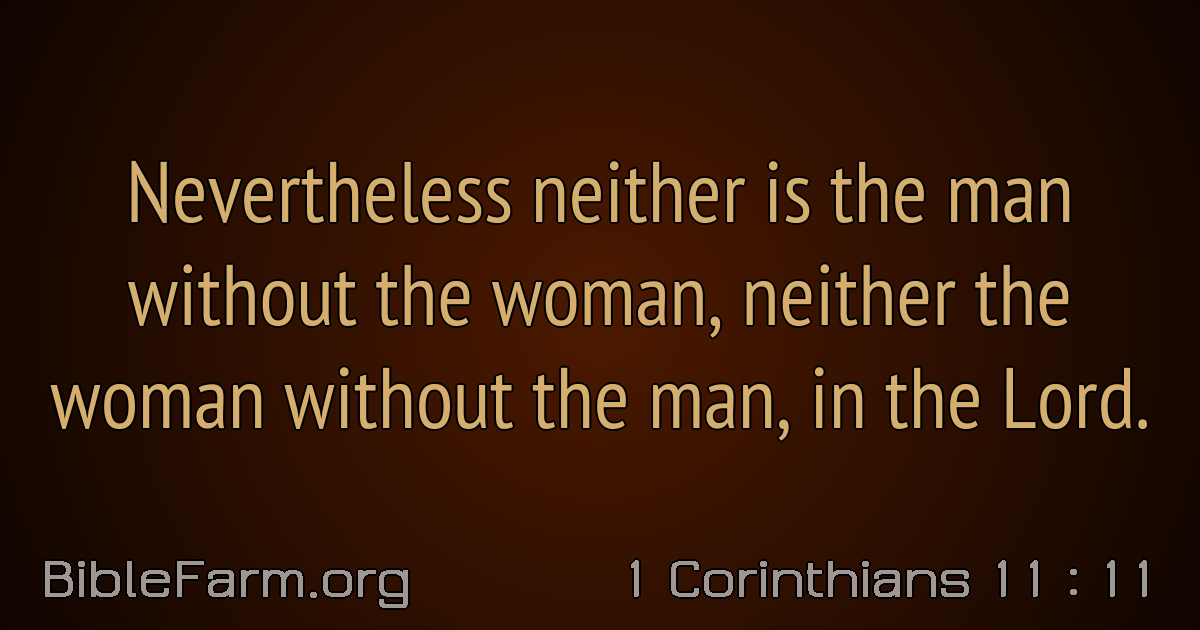 Nevertheless neither is the man
without the woman, neither the
woman without the man, in the Lord.
BibleFarm.org
1 Corinthians 11 : 11